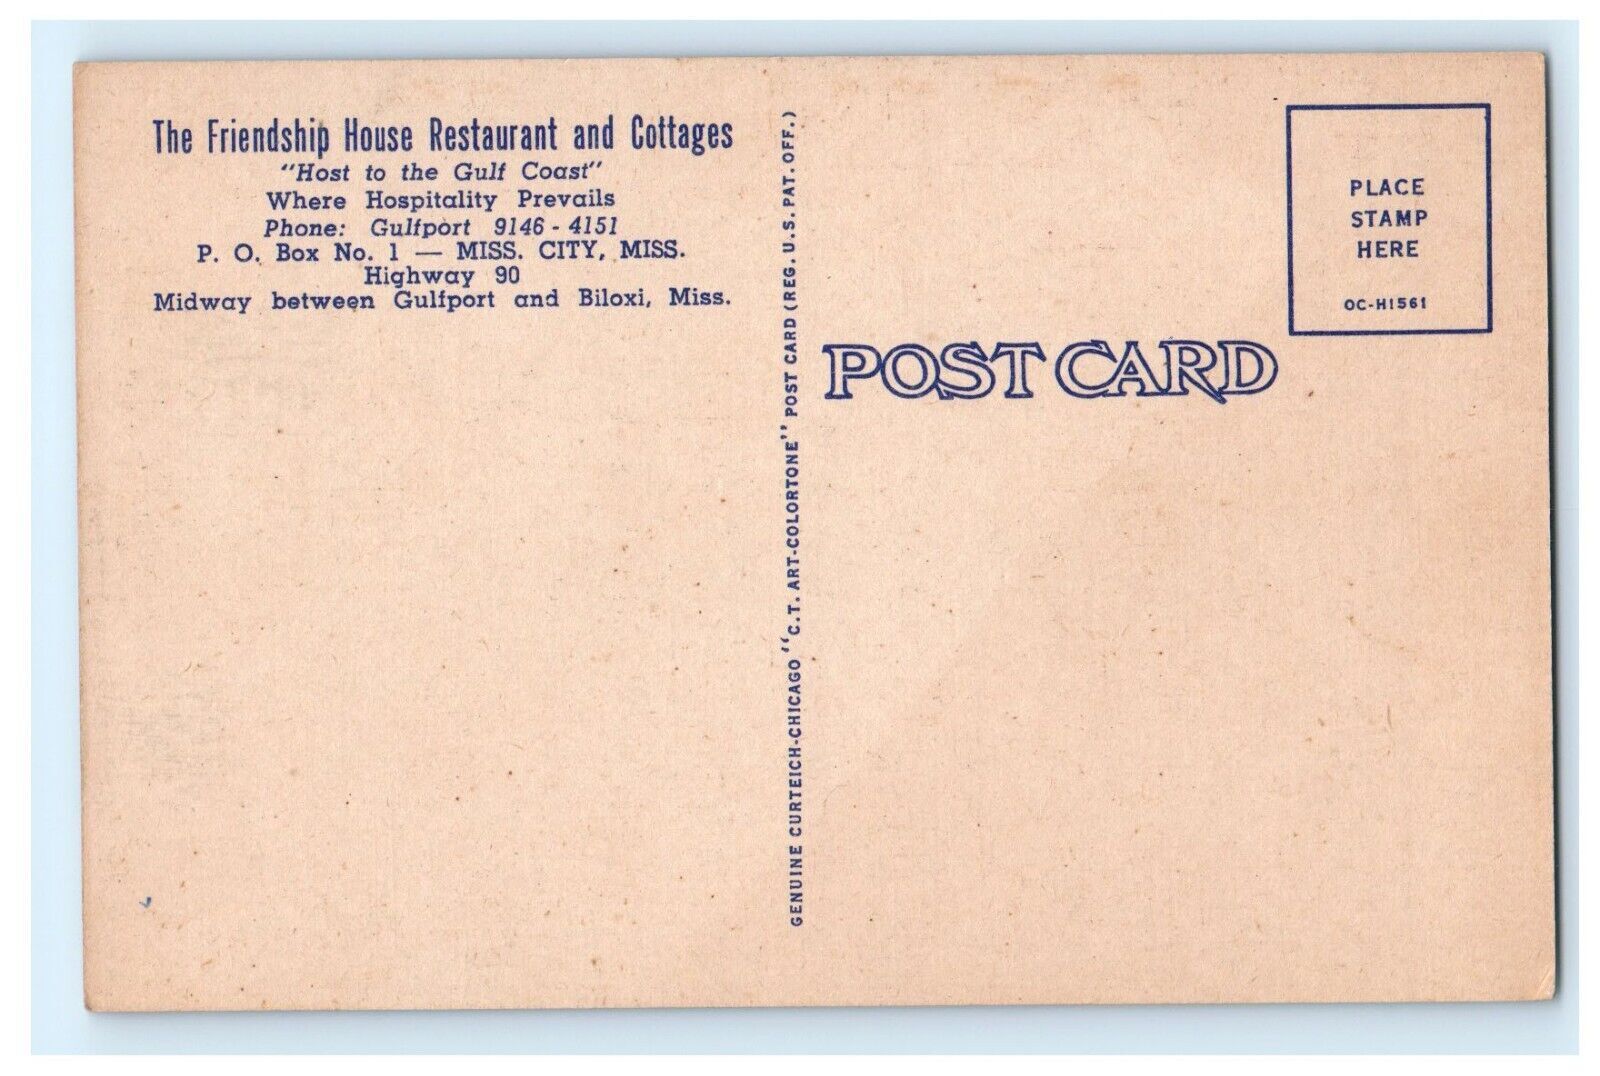 The Friendship House Restaurant and Cottages
"Host to the Gulf Coast"
Where Hospitality Prevails
Phone: Gulfport 9146 - 4151
P. O. Box No. 1 — MISS. CITY, MISS.
Highway 90
Midway between Gulfport and Biloxi, Miss.
GENUINE CURTEICH-CHICAGO "C.T. ART-COLORTONE" POST CARD (REG. U.S. PAT. OFF.)
POST CARD
PLACE
STAMP
HERE
OC-H1561